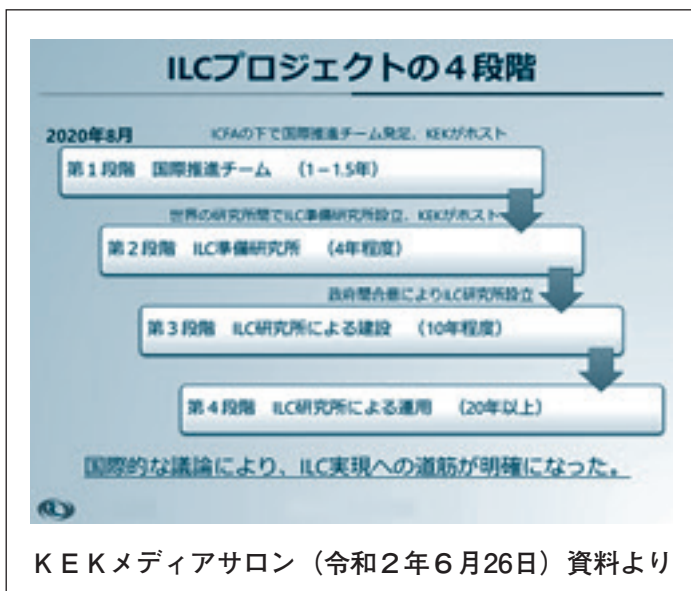 ILCプロジェクトの４段階
2020年8月
ICFAの下で国際推進チーム発足、KEKがホスト
第１段階 国際推進チーム （1－1.5年）
世界の研究所間でILC準備研究所設立、KEKがホスト
第２段階 ILC準備研究所 （4年程度）
政府間合意によりILC研究所設立
第３段階 ILC研究所による建設 （10年程度）
第４段階 ILC研究所による運用 （20年以上）
国際的な議論により、ILC実現への道筋が明確になった。
ＫＥＫメディアサロン（令和２年６月26日）資料より